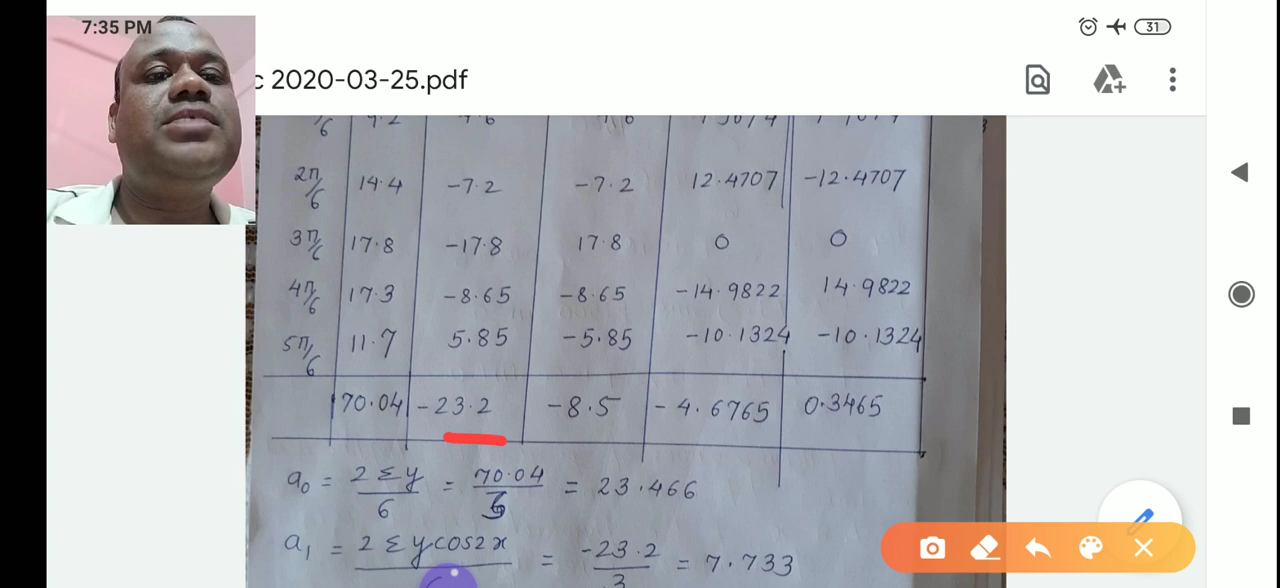 7:35 PM
31
c 2020-03-25.pdf
2π/6 14.4 -7.2 -7.2 12.4707 -12.4707
3π/6 17.8 -17.8 17.8 0 0
4π/6 17.3 -8.65 -8.65 -14.9822 14.9822
5π/6 11.7 5.85 -5.85 -10.1324 -10.1324
70.04 -23.2 -8.5 -4.6765 0.3465
a₀ = 2 Σy / 6 = 70.04 / 3 = 23.466
a₁ = 2 Σ y cos2x = -23.2 / 3 = 7.733